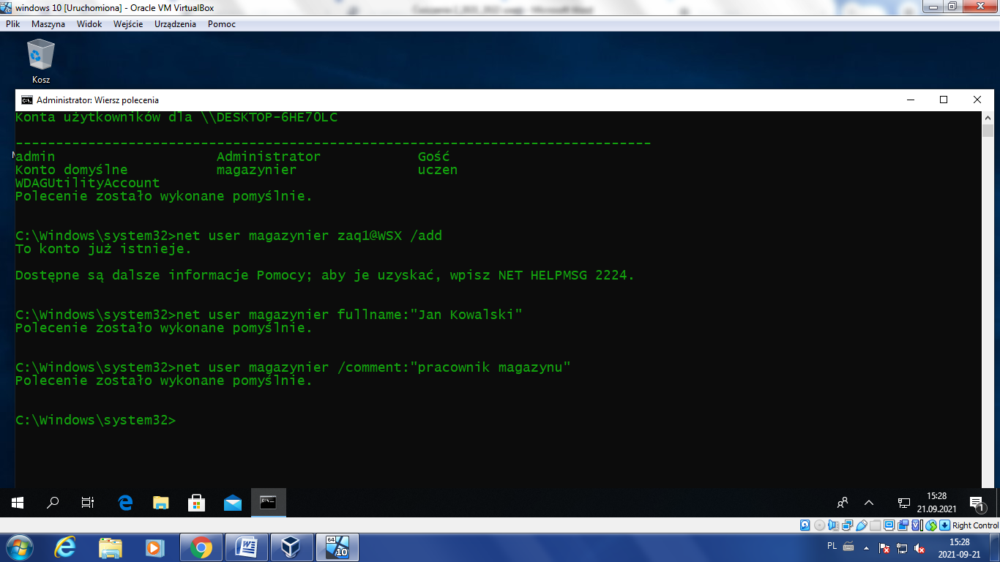 windows 10 [Uruchomiona] - Oracle VM VirtualBox
Plik Maszyna Widok Wejście Urządzenia Pomoc
Kosz
Administrator: Wiersz polecenia
Konta użytkowników dla \\DESKTOP-6HE7OLC
-------------------------------------------------------------------------------
admin Administrator Gość
Konto domyślne magazynier uczen
WDAGUtilityAccount
Polecenie zostało wykonane pomyślnie.
C:\Windows\system32>net user magazynier zaq1@WSX /add
To konto już istnieje.
Dostępne są dalsze informacje Pomocy; aby je uzyskać, wpisz NET HELPMSG 2224.
C:\Windows\system32>net user magazynier fullname:"Jan Kowalski"
Polecenie zostało wykonane pomyślnie.
C:\Windows\system32>net user magazynier /comment:"pracownik magazynu"
Polecenie zostało wykonane pomyślnie.
C:\Windows\system32>
15:28
21.09.2021
1
Right Control
64
10
PL
15:28
2021-09-21